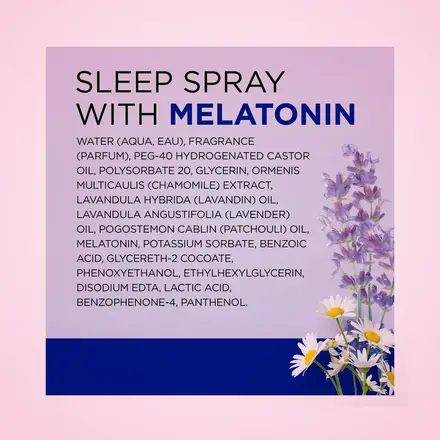 SLEEP SPRAY
WITH MELATONIN
WATER (AQUA, EAU), FRAGRANCE
(PARFUM), PEG-40 HYDROGENATED CASTOR
OIL, POLYSORBATE 20, GLYCERIN, ORMENIS
MULTICAULIS (CHAMOMILE) EXTRACT,
LAVANDULA HYBRIDA (LAVANDIN) OIL,
LAVANDULA ANGUSTIFOLIA (LAVENDER)
OIL, POGOSTEMON CABLIN (PATCHOULI) OIL,
MELATONIN, POTASSIUM SORBATE, BENZOIC
ACID, GLYCERETH-2 COCOATE,
PHENOXYETHANOL, ETHYLHEXYLGLYCERIN,
DISODIUM EDTA, LACTIC ACID,
BENZOPHENONE-4, PANTHENOL.